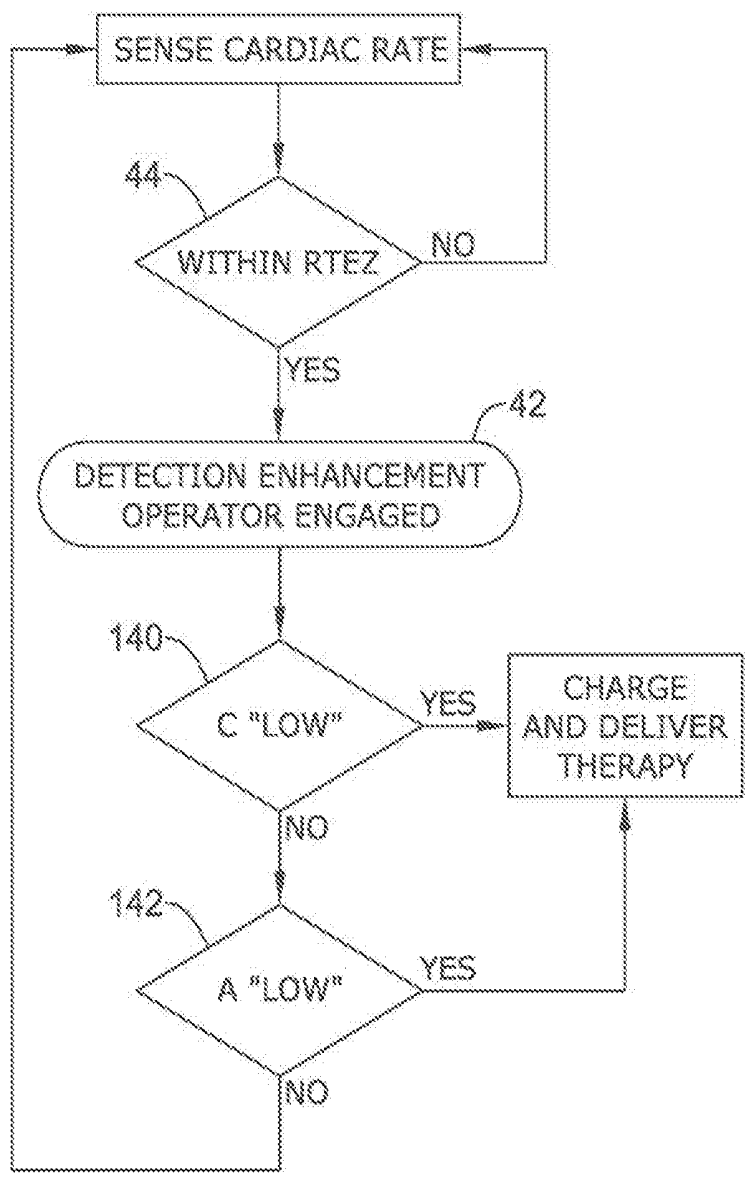 SENSE CARDIAC RATE
44
WITHIN RTEZ
NO
YES
42
DETECTION ENHANCEMENT
OPERATOR ENGAGED
140
C "LOW"
YES
CHARGE
AND DELIVER
THERAPY
NO
142
A "LOW"
YES
NO